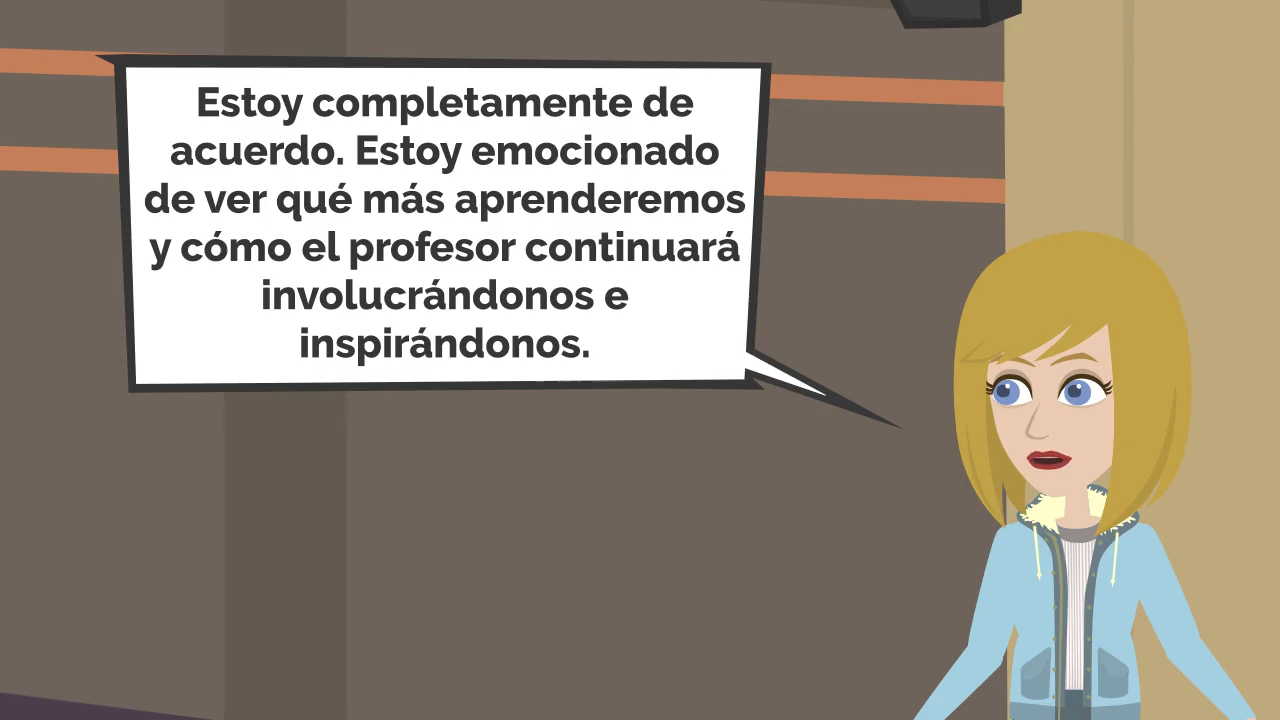 Estoy completamente de
acuerdo. Estoy emocionado
de ver qué más aprenderemos
y cómo el profesor continuará
involucrándonos e
inspirándonos.